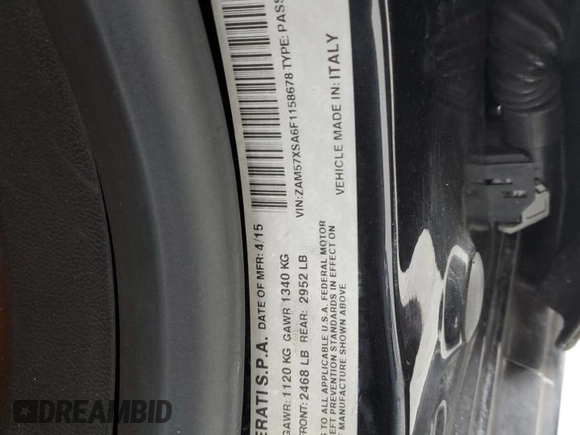 ERATI S.P.A. DATE OF MFR: 4/15
GAWR: 1120 KG GAWR 1340 KG
FRONT: 2468 LB REAR: 2952 LB
TO ALL APPLICABLE U.S.A. FEDERAL MOTOR
EFT PREVENTION STANDARDS IN EFFECT ON
MANUFACTURE SHOWN ABOVE
VIN:ZAM57XSA6F1158678 TYPE: PASS
VEHICLE MADE IN: ITALY
DREAMBID